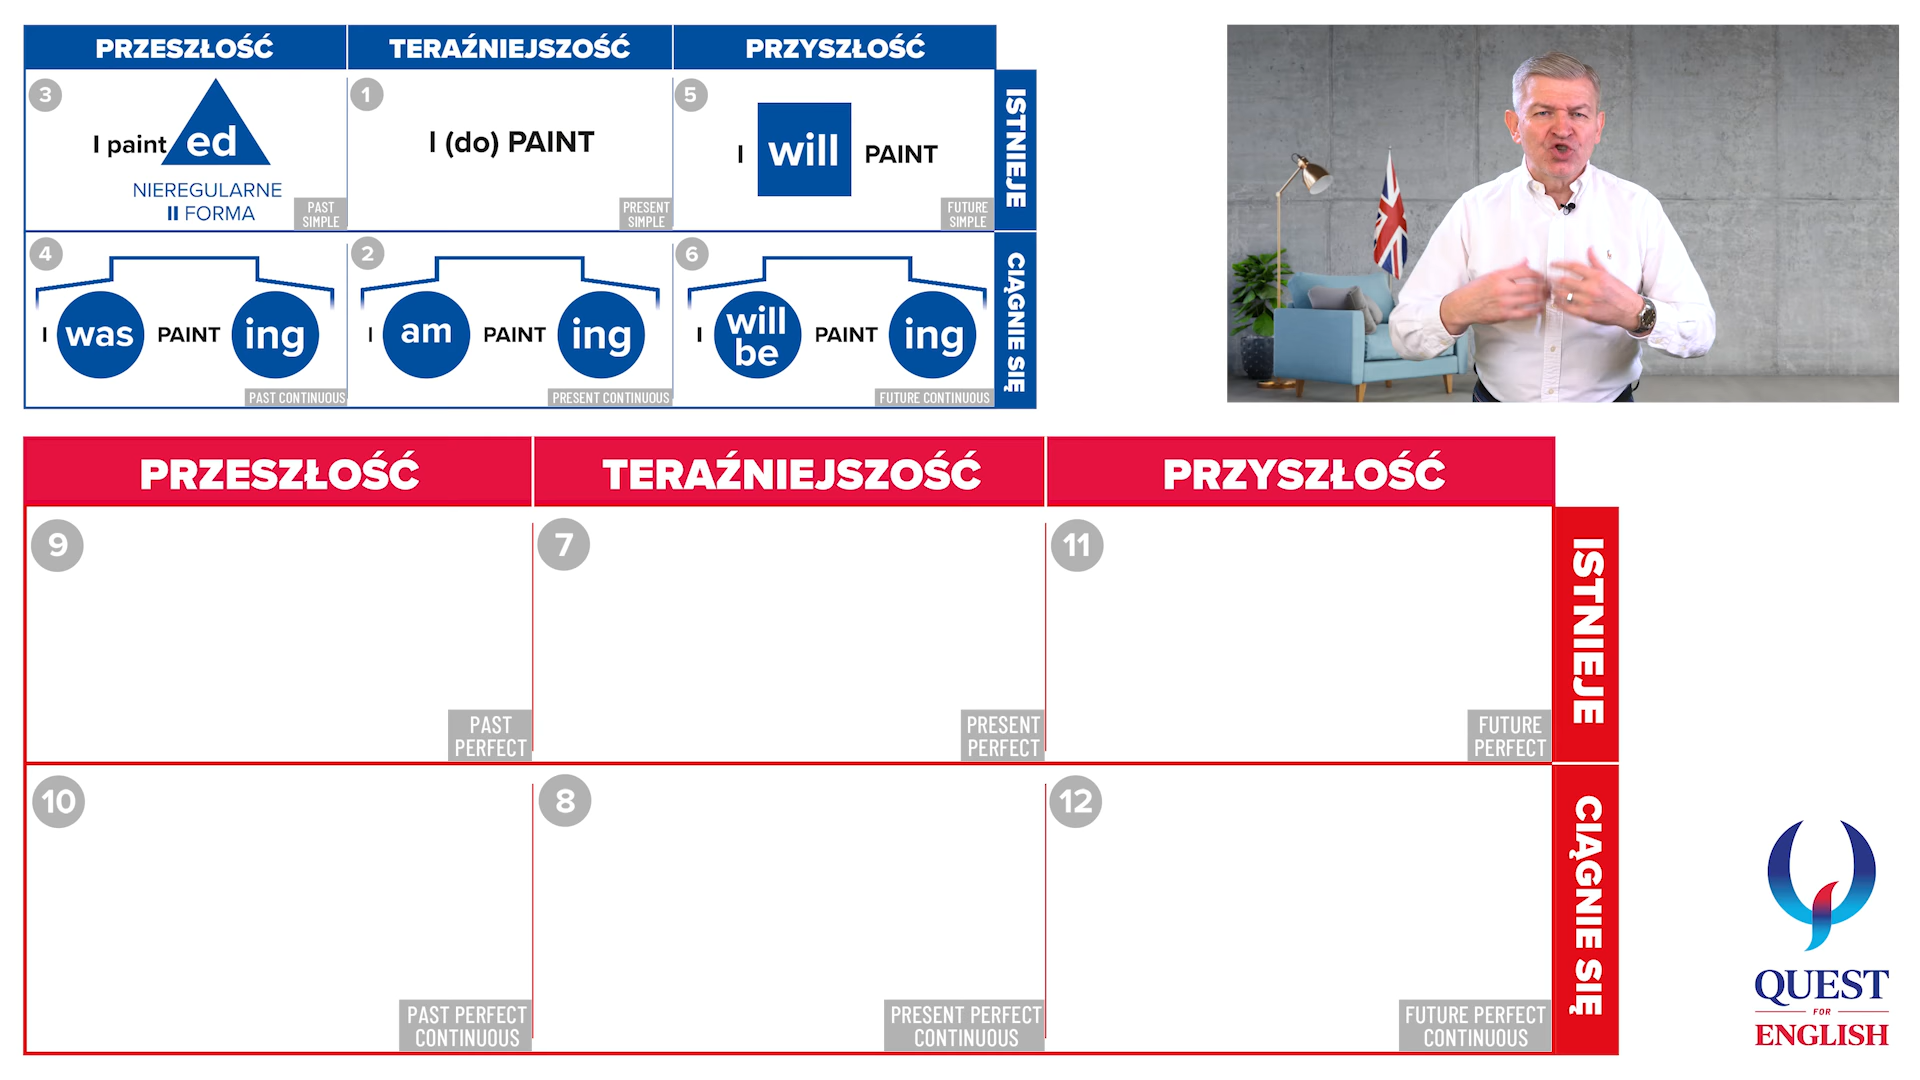 PRZESZŁOŚĆ
TERAŹNIEJSZOŚĆ
PRZYSZŁOŚĆ
3
I paint ed
NIEREGULARNE
II FORMA
PAST
SIMPLE
1
I (do) PAINT
PRESENT
SIMPLE
5
I will PAINT
FUTURE
SIMPLE
ISTNIEJE
4
I was PAINT ing
PAST CONTINUOUS
2
I am PAINT ing
PRESENT CONTINUOUS
6
I will be PAINT ing
FUTURE CONTINUOUS
CIĄGNIE SIĘ
PRZESZŁOŚĆ
TERAŹNIEJSZOŚĆ
PRZYSZŁOŚĆ
9
PAST
PERFECT
7
PRESENT
PERFECT
11
FUTURE
PERFECT
ISTNIEJE
10
PAST PERFECT
CONTINUOUS
8
PRESENT PERFECT
CONTINUOUS
12
FUTURE PERFECT
CONTINUOUS
CIĄGNIE SIĘ
QUEST
FOR
ENGLISH